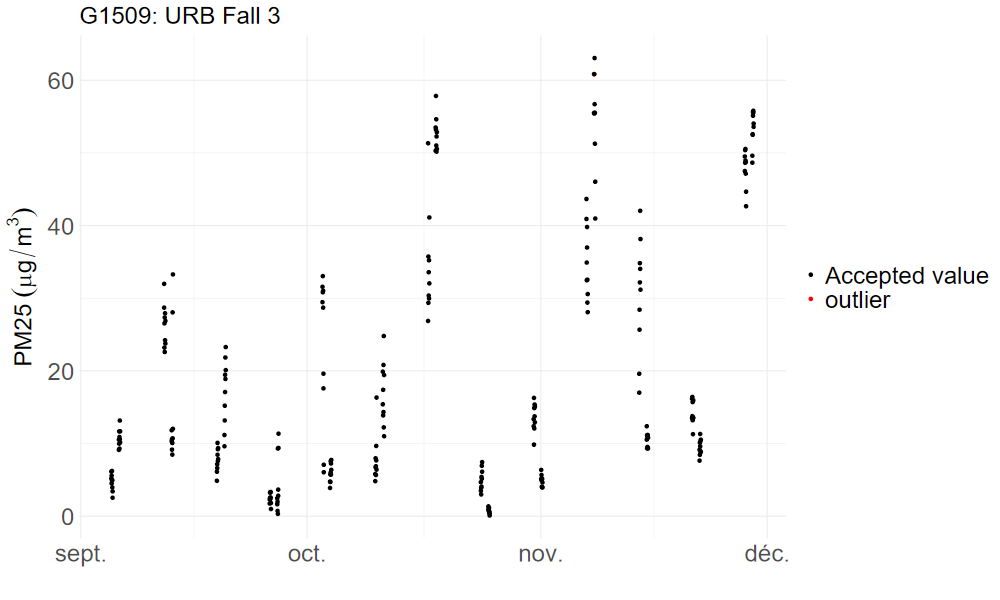 G1509: URB Fall 3
PM25 (μg/m³)
60
40
20
0
sept.
oct.
nov.
déc.
Accepted value
outlier